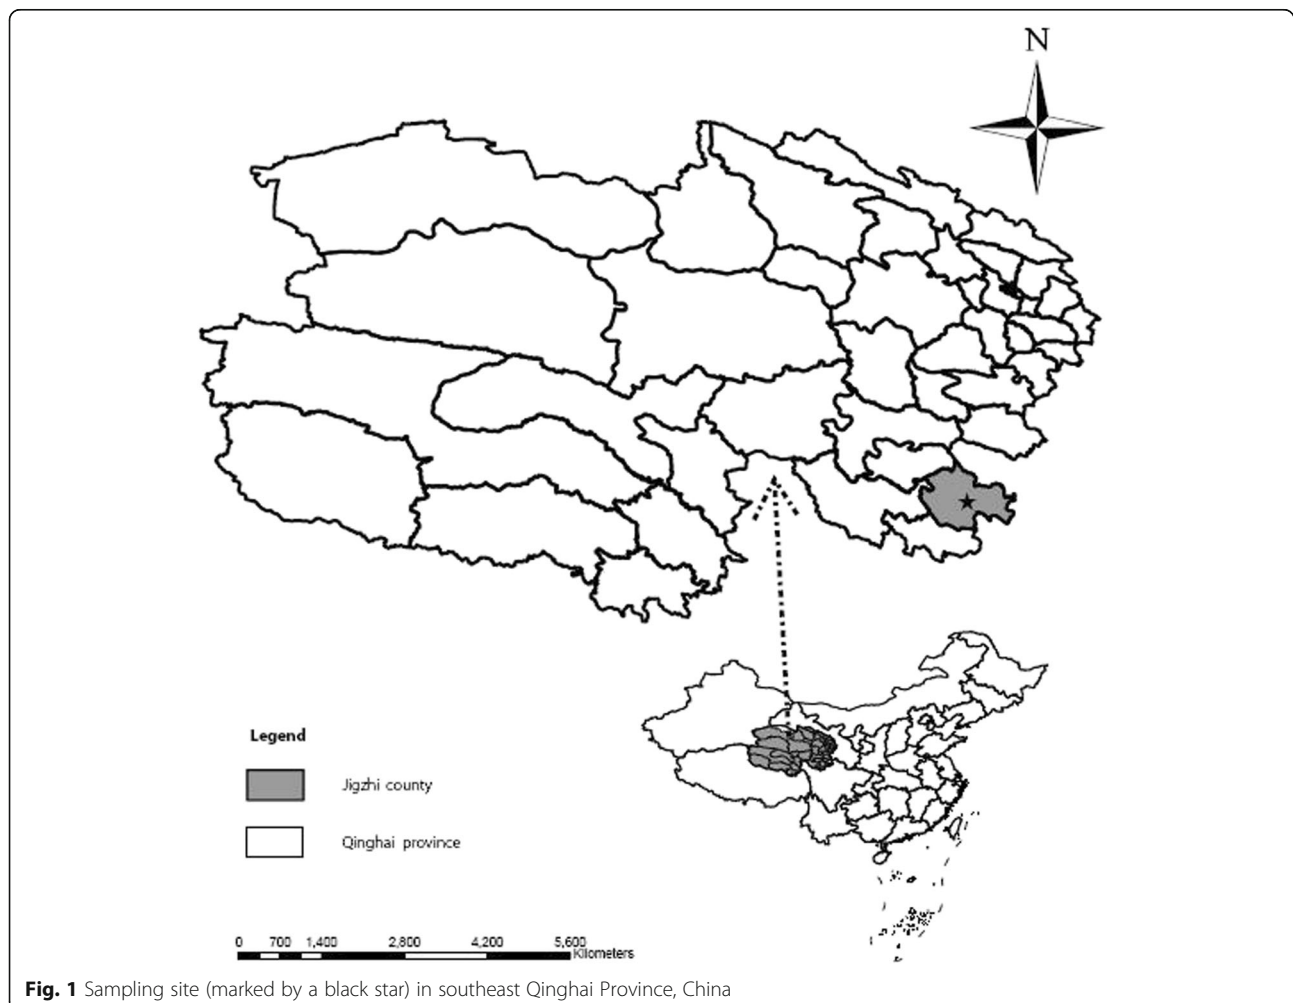 N
Legend
Jigzhi county
Qinghai province
0 700 1,400 2,800 4,200 5,600
Kilometers
Fig. 1 Sampling site (marked by a black star) in southeast Qinghai Province, China